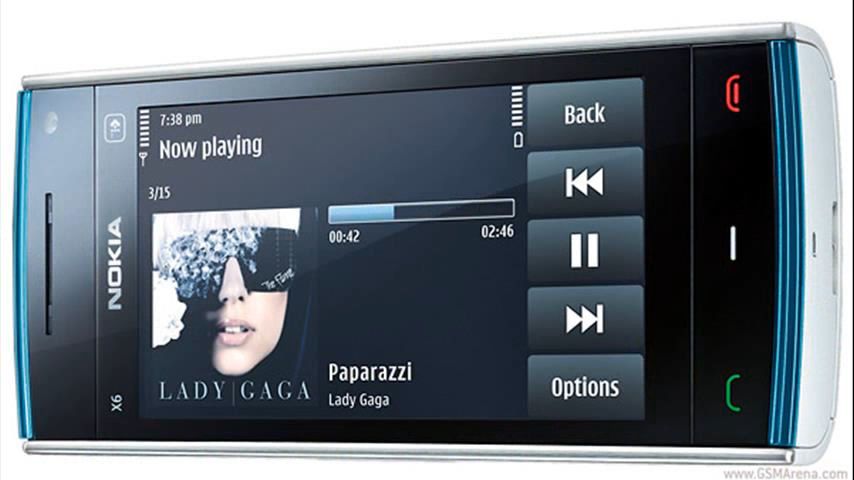 7:38 pm
Now playing
3/15
00:42
02:46
The Fame
LADY GAGA
Paparazzi
Lady Gaga
Back
Options
NOKIA
X6
www.GSMArena.com